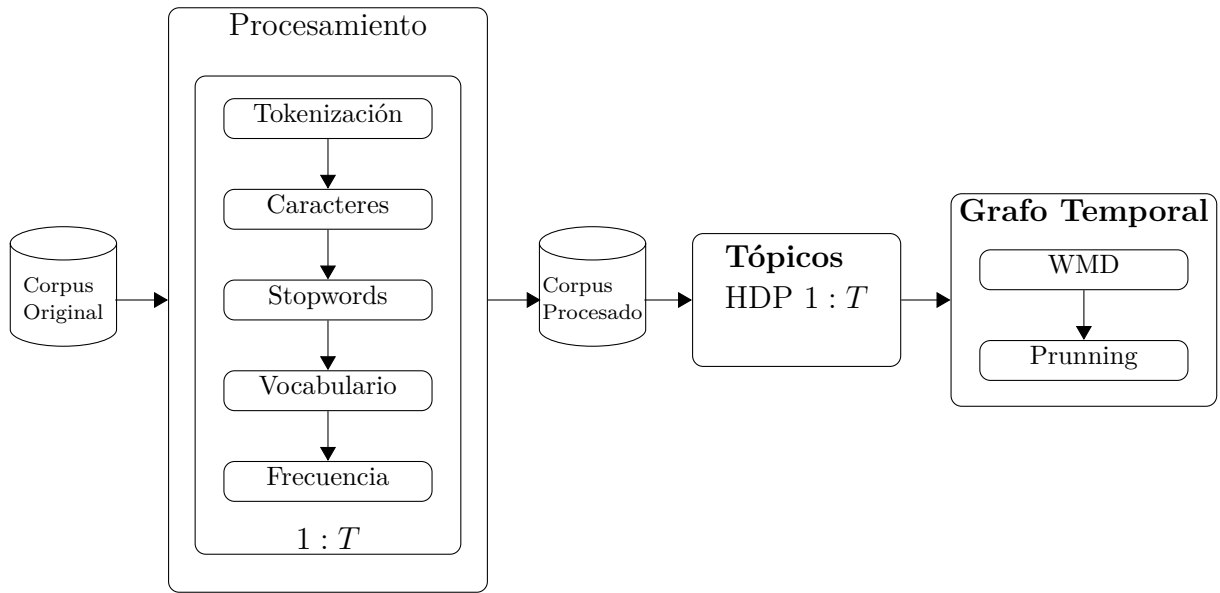 Procesamiento
Tokenización
Caracteres
Stopwords
Vocabulario
Frecuencia
1 : T
Corpus
Original
Corpus
Procesado
Tópicos
HDP 1 : T
Grafo Temporal
WMD
Prunning